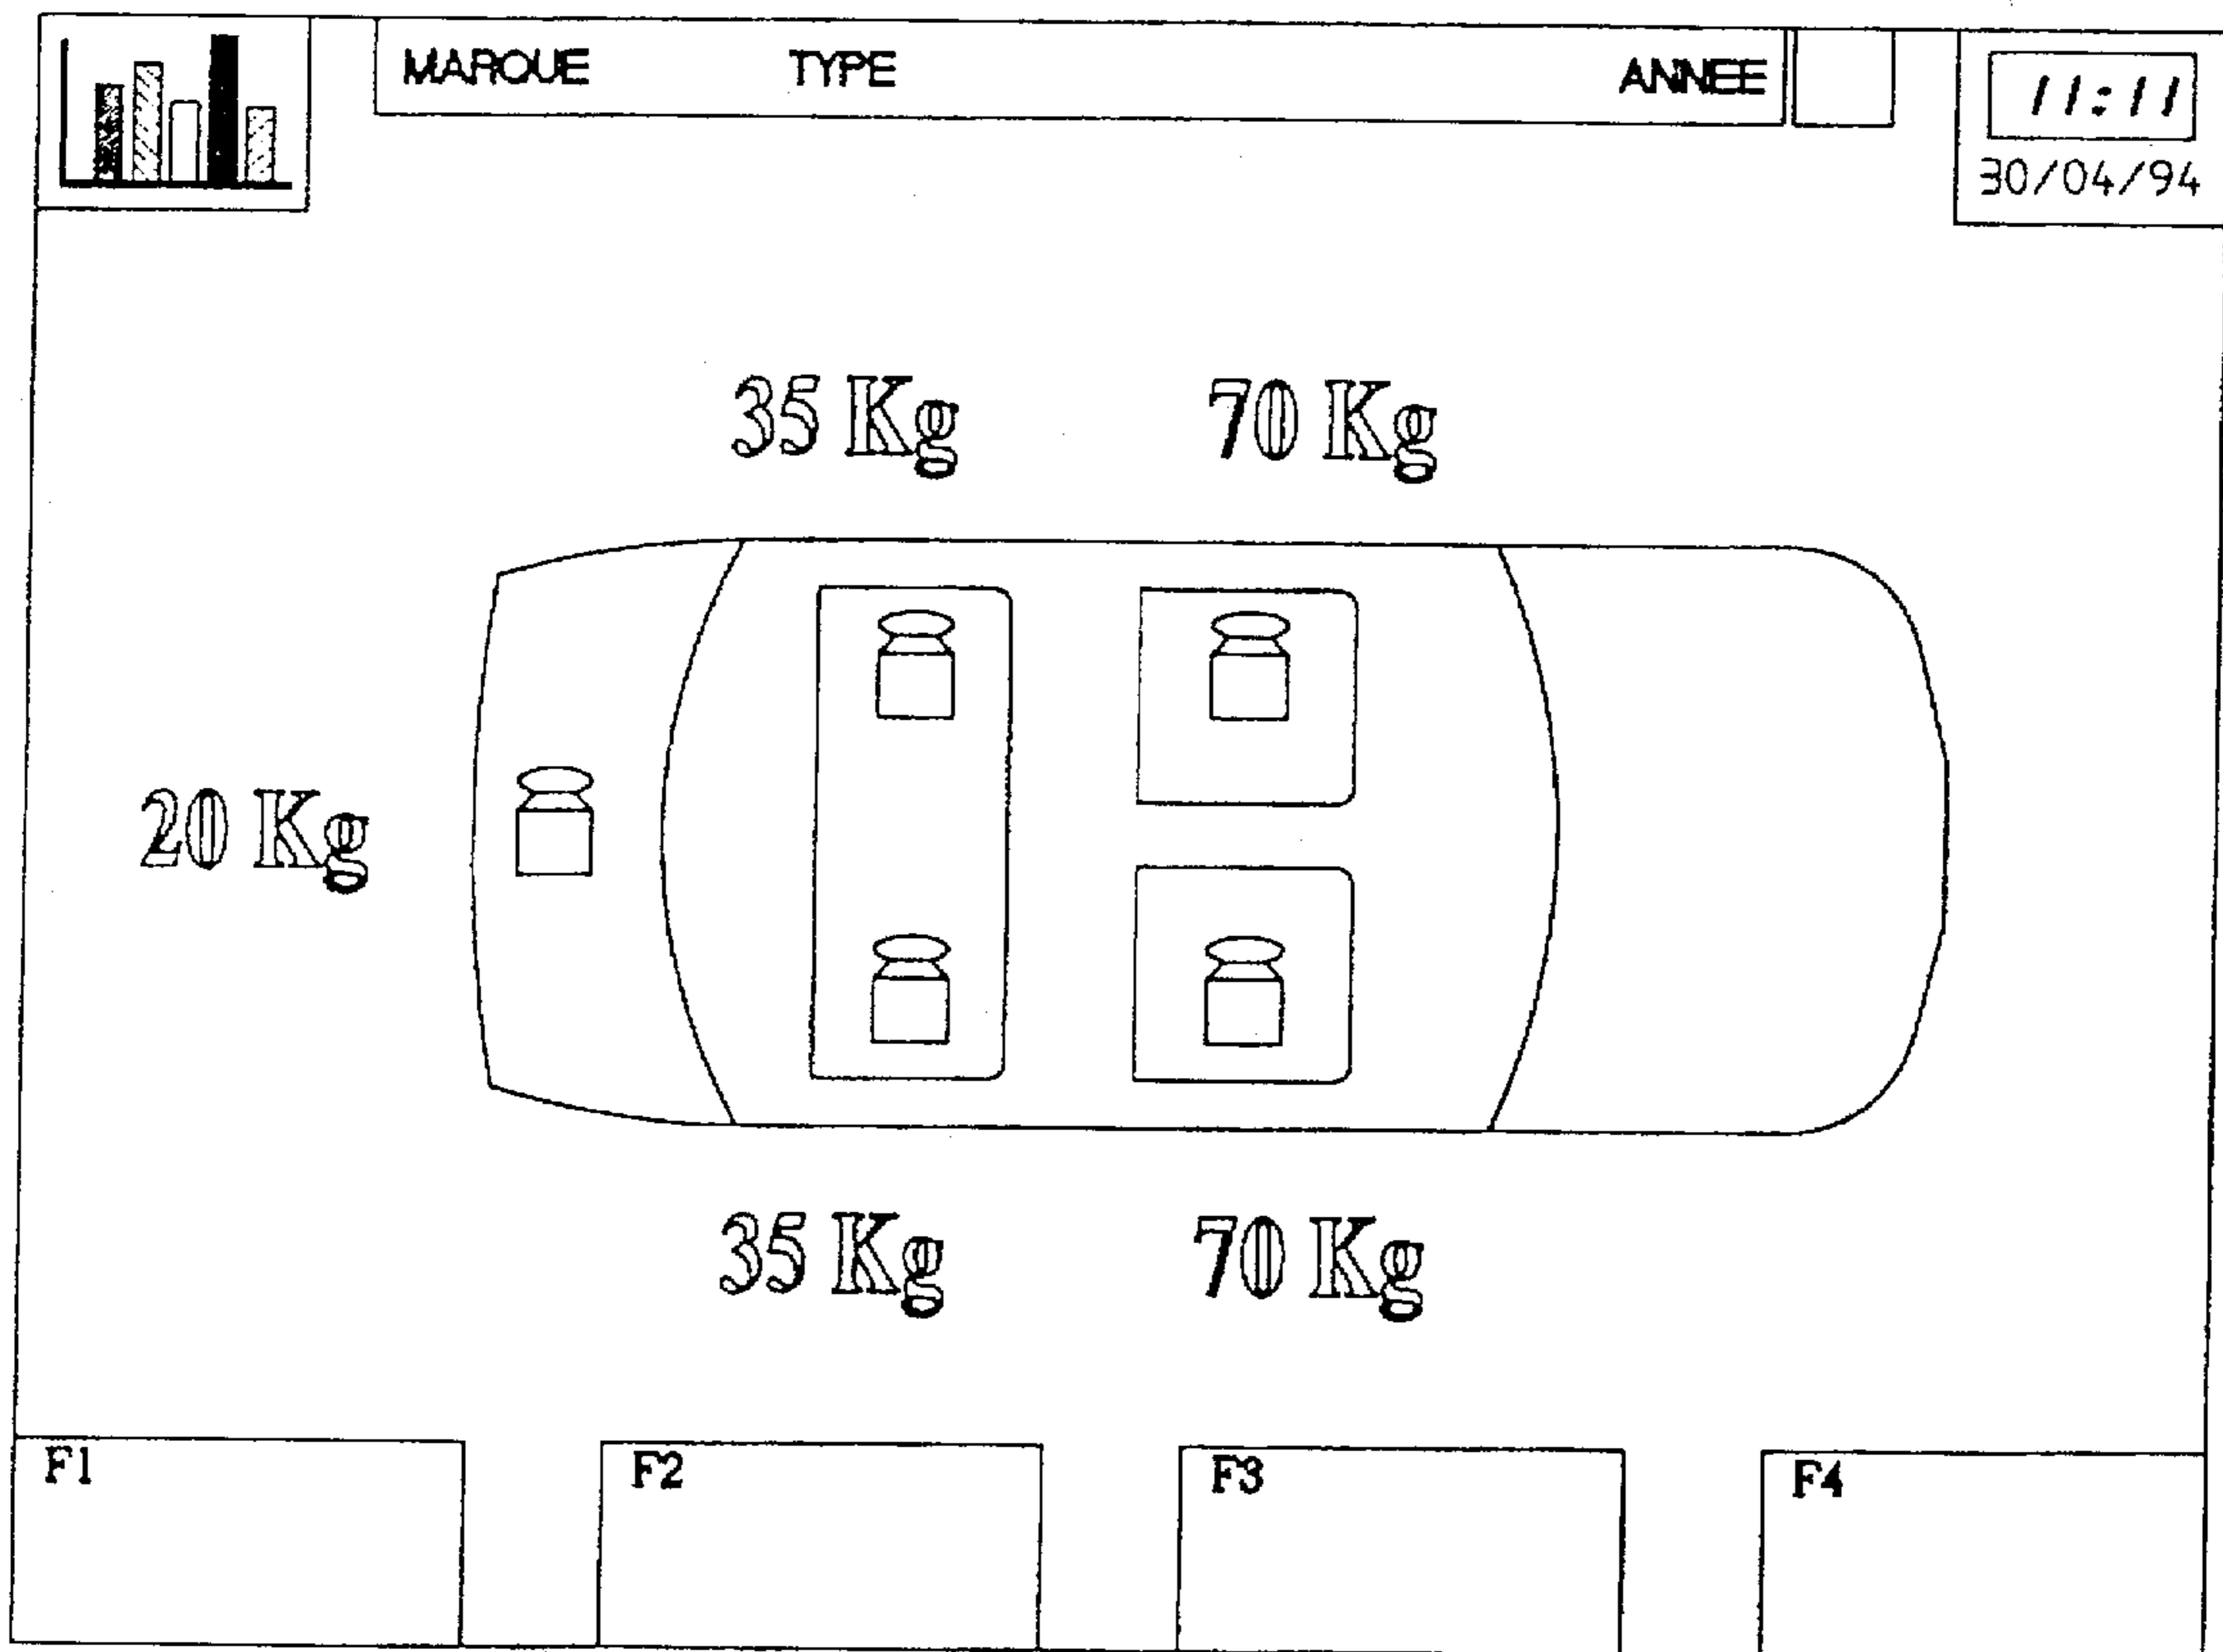 MARQUE TYPE ANNEE
11:11
30/04/94
35 Kg 70 Kg
20 Kg
35 Kg 70 Kg
F1 F2 F3 F4